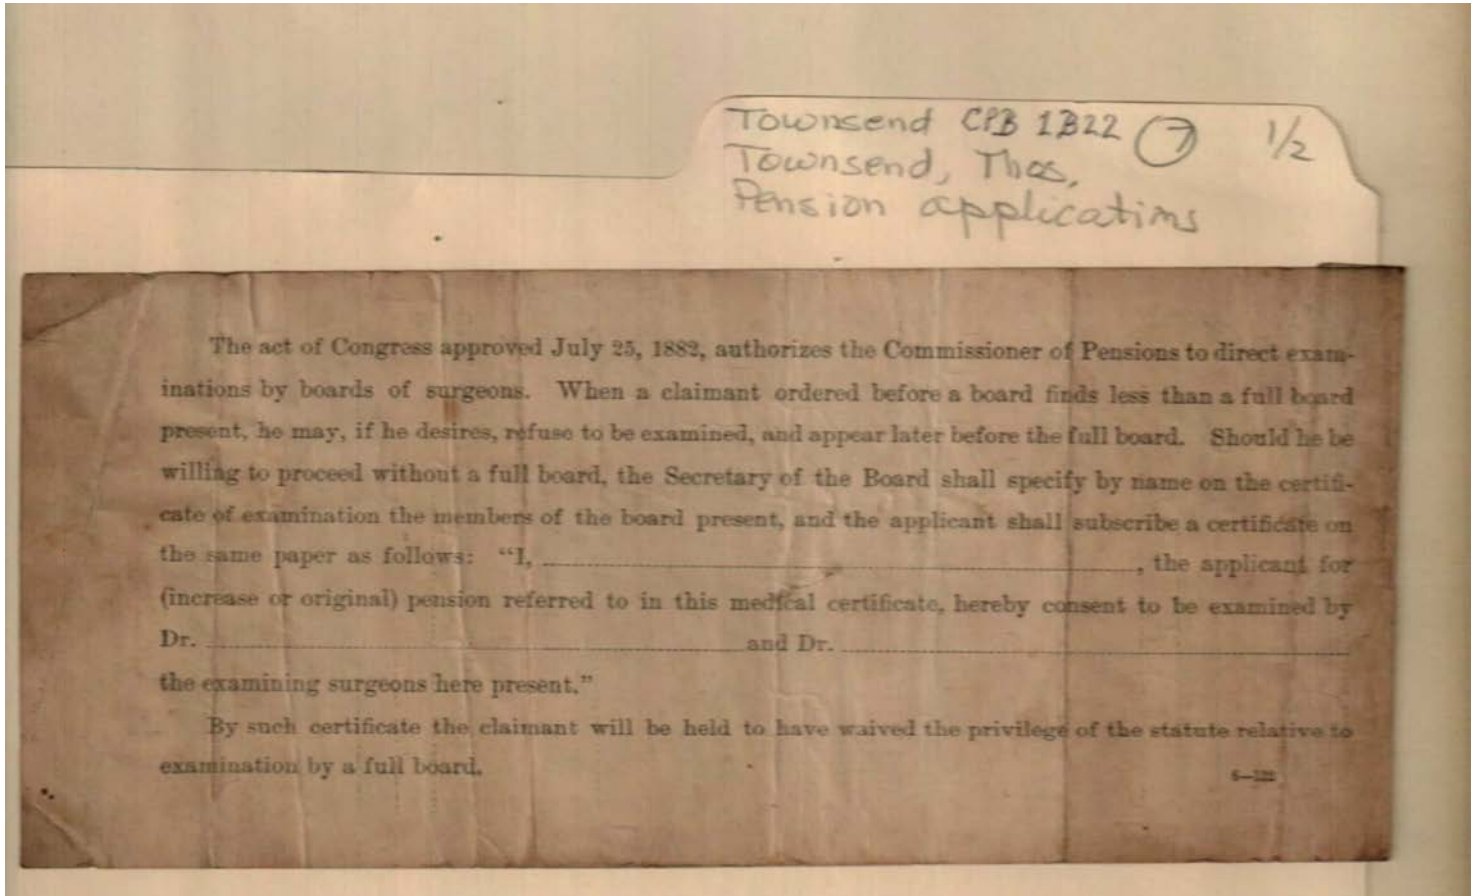 Townsend CPB 1B22 7 1/2
Townsend, Thos,
Pension applications
The act of Congress approved July 25, 1882, authorizes the Commissioner of Pensions to direct exam-
inations by boards of surgeons. When a claimant ordered before a board finds less than a full board
present, he may, if he desires, refuse to be examined, and appear later before the full board. Should he be
willing to proceed without a full board, the Secretary of the Board shall specify by name on the certifi-
cate of examination the members of the board present, and the applicant shall subscribe a certificate on
the same paper as follows: "I, , the applicant for
(increase or original) pension referred to in this medical certificate, hereby consent to be examined by
Dr. and Dr.
the examining surgeons here present."
By such certificate the claimant will be held to have waived the privilege of the statute relative to
examination by a full board.